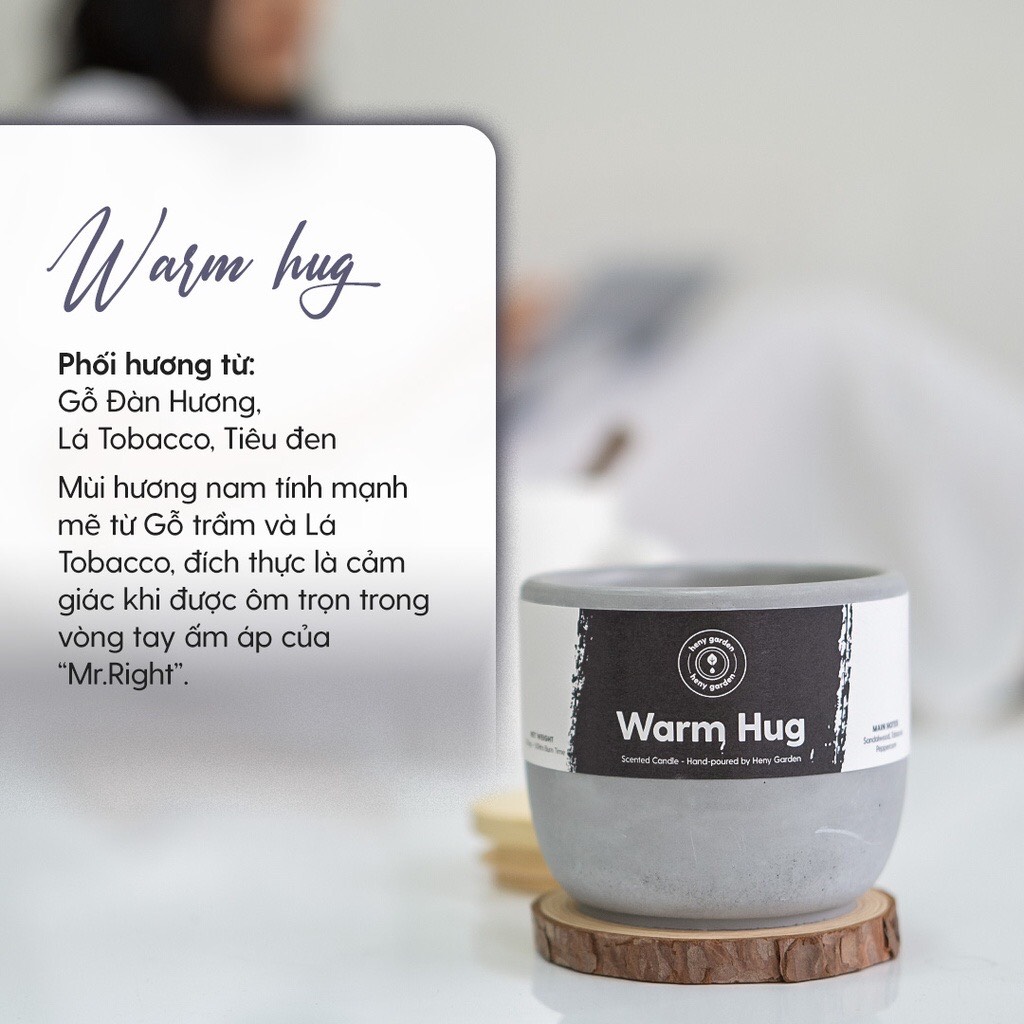 Warm hug
Phối hương từ:
Gỗ Đàn Hương,
Lá Tobacco, Tiêu đen
Mùi hương nam tính mạnh
mẽ từ Gỗ trầm và Lá
Tobacco, đích thực là cảm
giác khi được ôm trọn trong
vòng tay ấm áp của
“Mr.Right”.
heny garden
heny garden
Warm Hug
Scented Candle - Hand-poured by Heny Garden
WEIGHT
Burn Time
MAIN NOTES
Sandalwood,